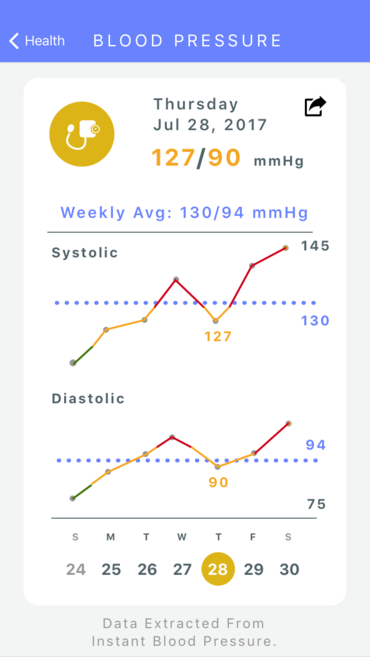 Health
BLOOD PRESSURE
Thursday
Jul 28, 2017
127/90 mmHg
Weekly Avg: 130/94 mmHg
Systolic
145
130
127
Diastolic
94
90
75
S M T W T F S
24 25 26 27 28 29 30
Data Extracted From
Instant Blood Pressure.